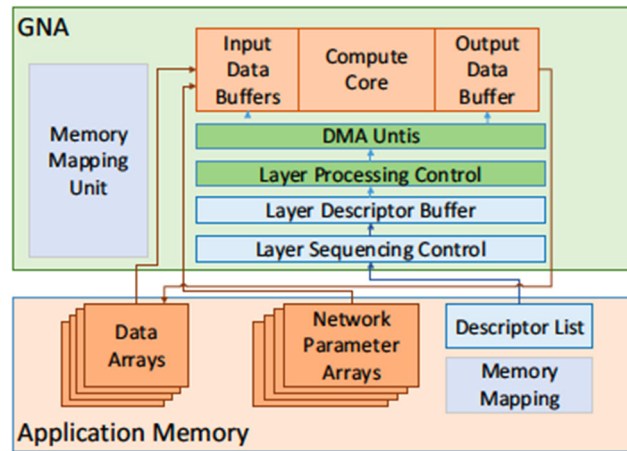 GNA
Input
Data
Buffers
Compute
Core
Output
Data
Buffer
Memory
Mapping
Unit
DMA Untis
Layer Processing Control
Layer Descriptor Buffer
Layer Sequencing Control
Data
Arrays
Network
Parameter
Arrays
Descriptor List
Memory
Mapping
Application Memory